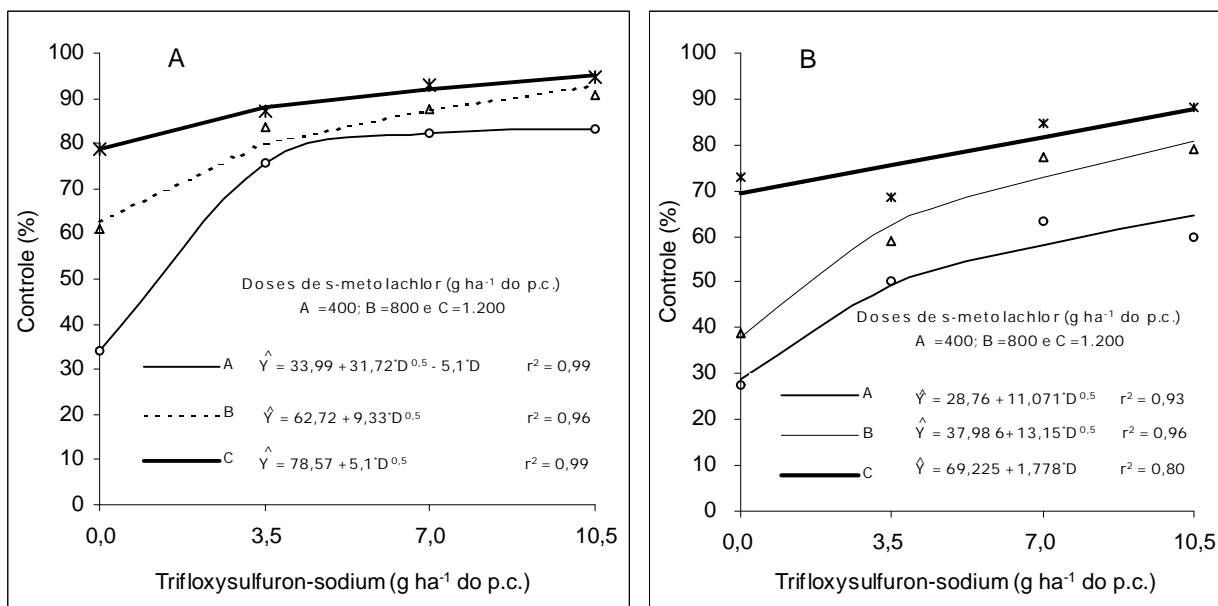 A
Controle (%)
100
90
80
70
60
50
40
30
20
10
0
Doses de s-metolachlor (g ha⁻¹ do p.c.)
A =400; B =800 e C =1.200
A Ŷ = 33,99 + 31,72*D⁰,⁵ - 5,1*D r² = 0,99
B Ŷ = 62,72 + 9,33*D⁰,⁵ r² = 0,96
C Ŷ = 78,57 + 5,1*D⁰,⁵ r² = 0,99
0,0 3,5 7,0 10,5
Trifloxysulfuron-sodium (g ha⁻¹ do p.c.)
B
Controle (%)
100
90
80
70
60
50
40
30
20
10
0
Doses de s-metolachlor (g ha⁻¹ do p.c.)
A =400; B =800 e C =1.200
A Ŷ = 28,76 + 11,071*D⁰,⁵ r² = 0,93
B Ŷ = 37,98 6+ 13,15*D⁰,⁵ r² = 0,96
C Ŷ = 69,225 + 1,778*D r² = 0,80
0,0 3,5 7,0 10,5
Trifloxysulfuron-sodium (g ha⁻¹ do p.c.)